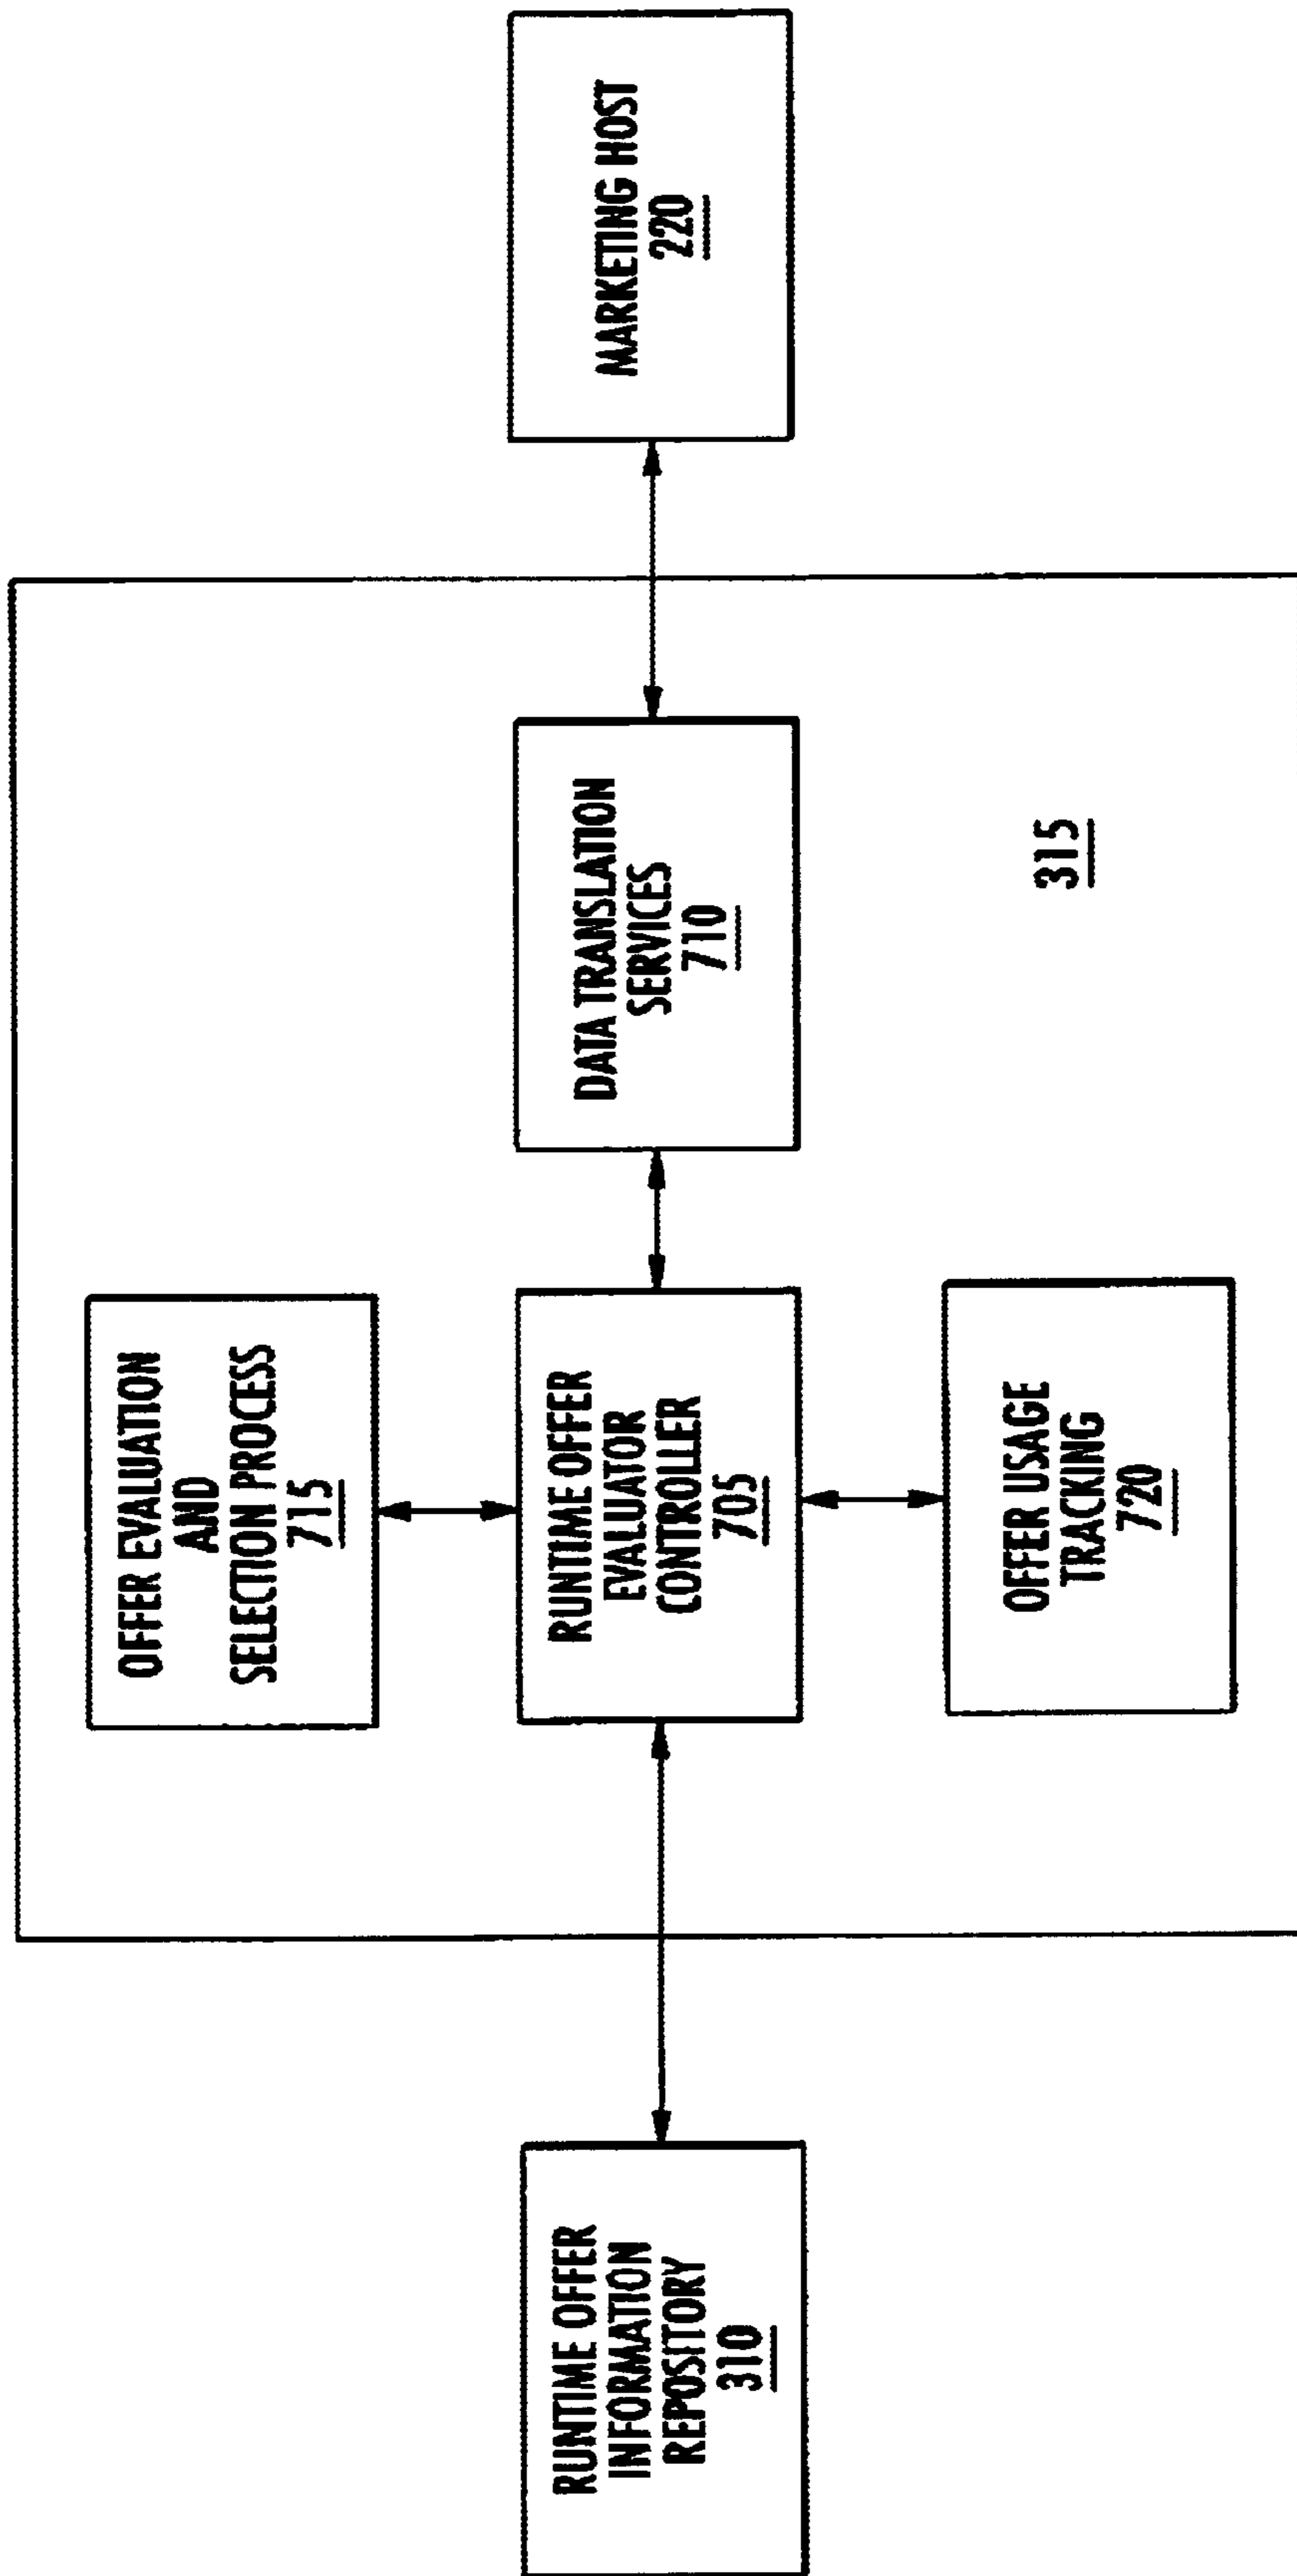 RUNTIME OFFER
INFORMATION
REPOSITORY
310
OFFER EVALUATION
AND
SELECTION PROCESS
715
RUNTIME OFFER
EVALUATOR
CONTROLLER
705
OFFER USAGE
TRACKING
720
DATA TRANSLATION
SERVICES
710
315
MARKETING HOST
220